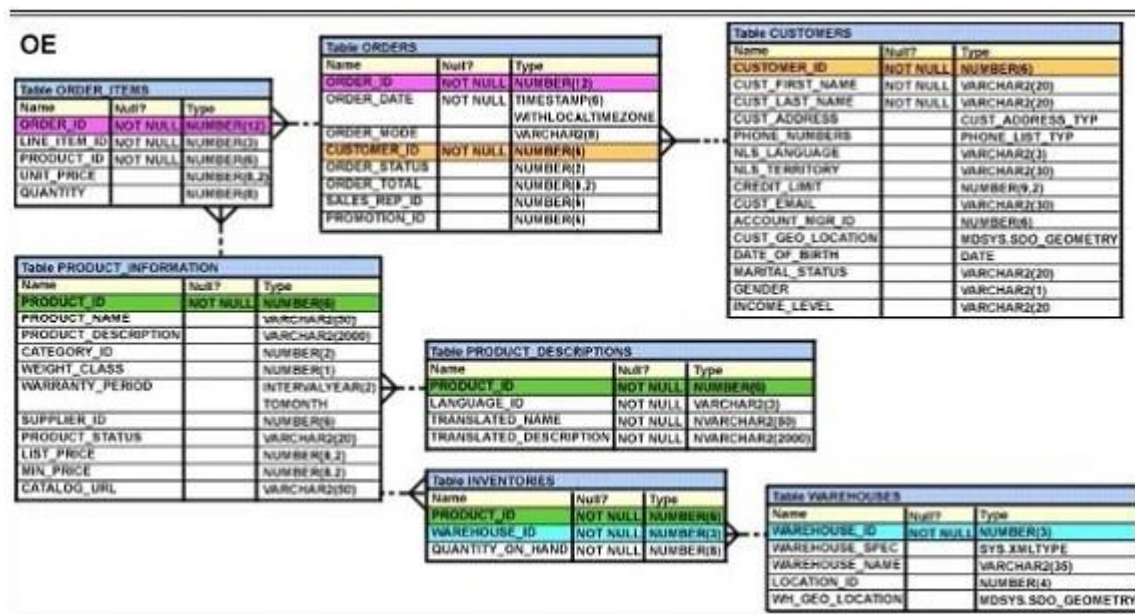 OE
Table ORDER_ITEMS
Name Null? Type
ORDER_ID NOT NULL NUMBER(12)
LINE_ITEM_ID NOT NULL NUMBER(3)
PRODUCT_ID NOT NULL NUMBER(6)
UNIT_PRICE NUMBER(8,2)
QUANTITY NUMBER(8)
Table ORDERS
Name Null? Type
ORDER_ID NOT NULL NUMBER(12)
ORDER_DATE NOT NULL TIMESTAMP(6)
WITHLOCALTIMEZONE
ORDER_MODE VARCHAR2(8)
CUSTOMER_ID NOT NULL NUMBER(6)
ORDER_STATUS NUMBER(2)
ORDER_TOTAL NUMBER(8,2)
SALES_REP_ID NUMBER(6)
PROMOTION_ID NUMBER(6)
Table CUSTOMERS
Name Null? Type
CUSTOMER_ID NOT NULL NUMBER(6)
CUST_FIRST_NAME NOT NULL VARCHAR2(20)
CUST_LAST_NAME NOT NULL VARCHAR2(20)
CUST_ADDRESS CUST_ADDRESS_TYP
PHONE_NUMBERS PHONE_LIST_TYP
NLS_LANGUAGE VARCHAR2(3)
NLS_TERRITORY VARCHAR2(30)
CREDIT_LIMIT NUMBER(9,2)
CUST_EMAIL VARCHAR2(30)
ACCOUNT_MGR_ID NUMBER(6)
CUST_GEO_LOCATION MDSYS.SDO_GEOMETRY
DATE_OF_BIRTH DATE
MARITAL_STATUS VARCHAR2(20)
GENDER VARCHAR2(1)
INCOME_LEVEL VARCHAR2(20
Table PRODUCT_INFORMATION
Name Null? Type
PRODUCT_ID NOT NULL NUMBER(6)
PRODUCT_NAME VARCHAR2(50)
PRODUCT_DESCRIPTION VARCHAR2(2000)
CATEGORY_ID NUMBER(2)
WEIGHT_CLASS NUMBER(1)
WARRANTY_PERIOD INTERVALYEAR(2)
TOMONTH
SUPPLIER_ID NUMBER(6)
PRODUCT_STATUS VARCHAR2(20)
LIST_PRICE NUMBER(8,2)
MIN_PRICE NUMBER(8,2)
CATALOG_URL VARCHAR2(50)
Table PRODUCT_DESCRIPTIONS
Name Null? Type
PRODUCT_ID NOT NULL NUMBER(6)
LANGUAGE_ID NOT NULL VARCHAR2(3)
TRANSLATED_NAME NOT NULL NVARCHAR2(50)
TRANSLATED_DESCRIPTION NOT NULL NVARCHAR2(2000)
Table INVENTORIES
Name Null? Type
PRODUCT_ID NOT NULL NUMBER(6)
WAREHOUSE_ID NOT NULL NUMBER(3)
QUANTITY_ON_HAND NOT NULL NUMBER(8)
Table WAREHOUSES
Name Null? Type
WAREHOUSE_ID NOT NULL NUMBER(3)
WAREHOUSE_SPEC SYS.XMLTYPE
WAREHOUSE_NAME VARCHAR2(35)
LOCATION_ID NUMBER(4)
WH_GEO_LOCATION MDSYS.SDO_GEOMETRY